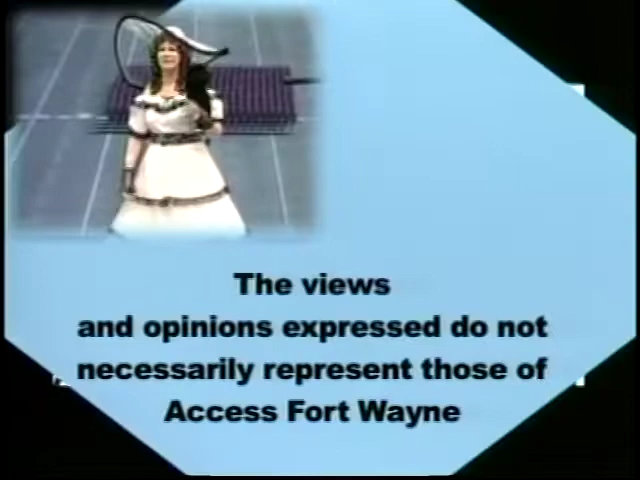 The views
and opinions expressed do not
necessarily represent those of
Access Fort Wayne